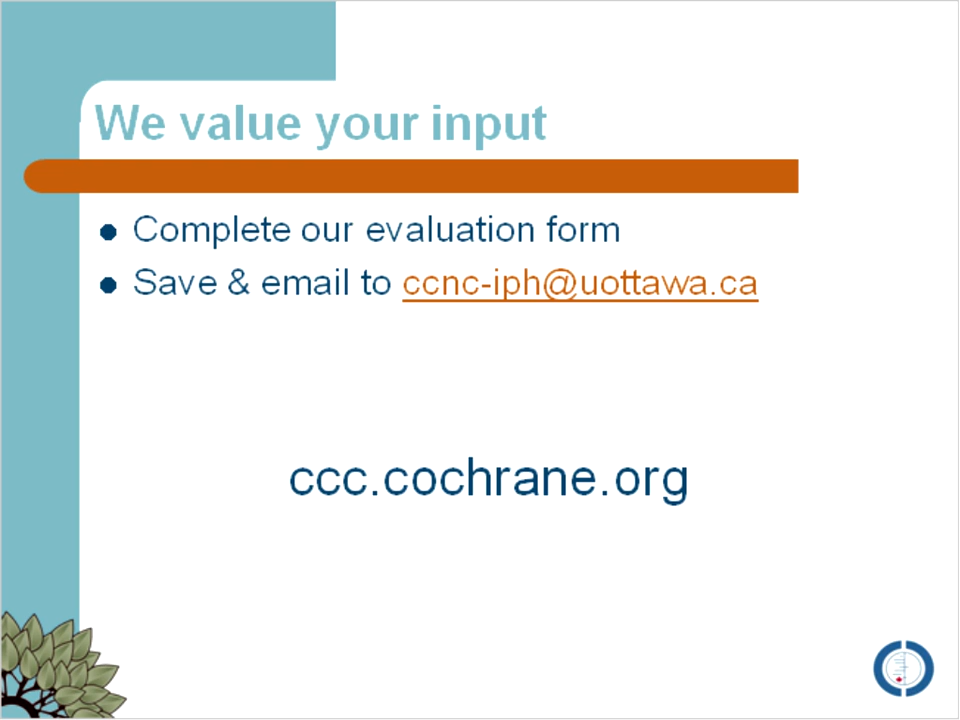 We value your input
Complete our evaluation form
Save & email to ccnc-iph@uottawa.ca
ccc.cochrane.org